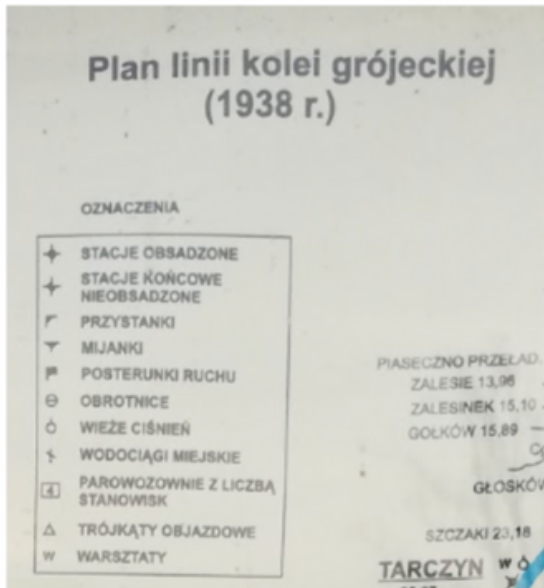 Plan linii kolei grójeckiej
(1938 r.)
OZNACZENIA
STACJE OBSADZONE
STACJE KOŃCOWE
NIEOBSADZONE
PRZYSTANKI
MIJANKI
POSTERUNKI RUCHU
OBROTNICE
WIEŻE CIŚNIEŃ
WODOCIĄGI MIEJSKIE
4 PAROWOZOWNIE Z LICZBĄ
STANOWISK
TRÓJKĄTY OBJAZDOWE
W WARSZTATY
PIASECZNO PRZEŁAD.
ZALESIE 13,96
ZALESINEK 15,10
GOŁKÓW 15,89
GŁOSKÓW
SZCZAKI 23,18
TARCZYN W